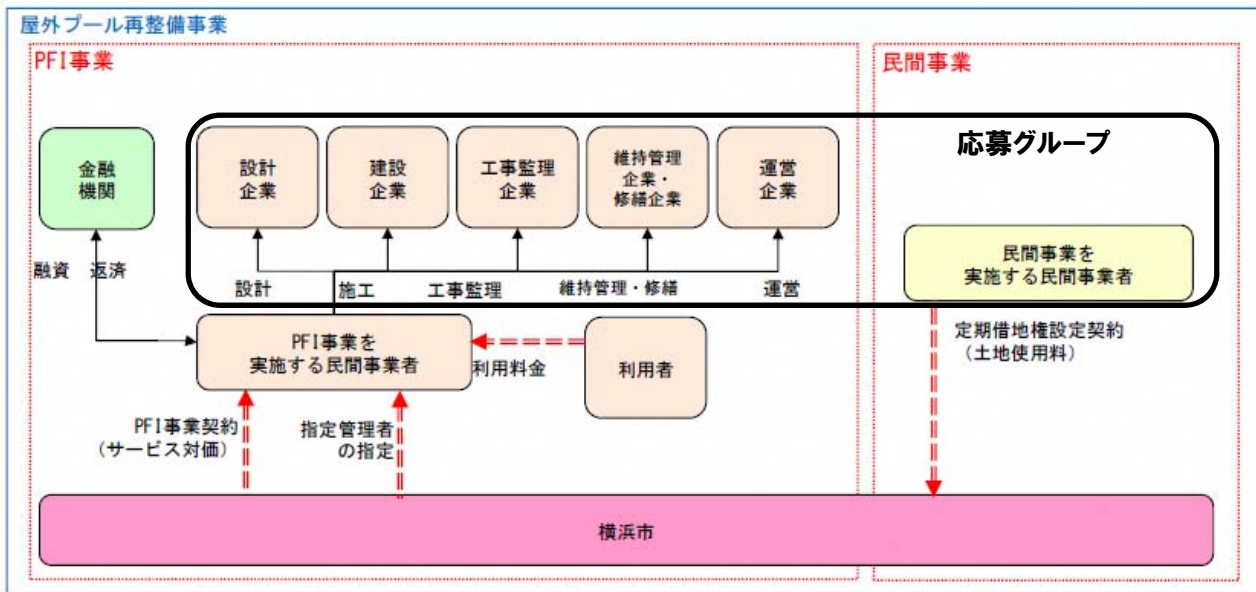 屋外プール再整備事業
PFI事業
民間事業
応募グループ
金融
機関
設計
企業
建設
企業
工事監理
企業
維持管理
企業・
修繕企業
運営
企業
民間事業を
実施する民間事業者
融資 返済
設計
施工
工事監理
維持管理・修繕
運営
PFI事業を
実施する民間事業者
利用料金
利用者
定期借地権設定契約
（土地使用料）
PFI事業契約
（サービス対価）
指定管理者
の指定
横浜市